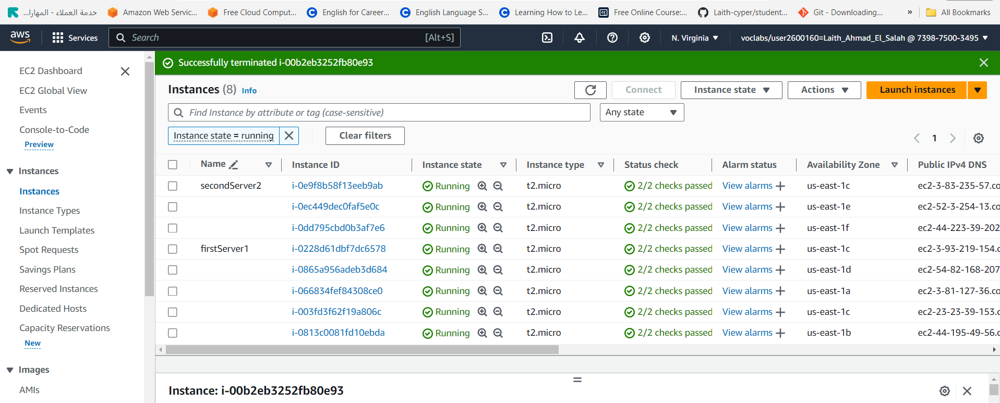 خدمة العملاء - المهارا...
Amazon Web Servic...
Free Cloud Comput...
English for Career...
English Language S...
Learning How to Le...
Free Online Course:...
Laith-cyper/student...
Git - Downloading...
»
All Bookmarks
aws
Services
Search
[Alt+S]
N. Virginia
voclabs/user2600160=Laith_Ahmad_El_Salah @ 7398-7500-3495
EC2 Dashboard
EC2 Global View
Events
Console-to-Code
Preview
Instances
Instances
Instance Types
Launch Templates
Spot Requests
Savings Plans
Reserved Instances
Dedicated Hosts
Capacity Reservations
New
Images
AMIs
Successfully terminated i-00b2eb3252fb80e93
Instances (8) Info
Connect
Instance state
Actions
Launch instances
Find Instance by attribute or tag (case-sensitive)
Any state
Instance state = running
Clear filters
1
Name Instance ID Instance state Instance type Status check Alarm status Availability Zone Public IPv4 DNS
secondServer2 i-0e9f8b58f13eeb9ab Running t2.micro 2/2 checks passed View alarms us-east-1c ec2-3-83-235-57.co
i-0ec449dec0faf5e0c Running t2.micro 2/2 checks passed View alarms us-east-1e ec2-52-3-254-13.co
i-0dd795cbd0b3af7e6 Running t2.micro 2/2 checks passed View alarms us-east-1f ec2-44-223-39-202
firstServer1 i-0228d61dbf7dc6578 Running t2.micro 2/2 checks passed View alarms us-east-1c ec2-3-93-219-154.c
i-0865a956adeb3d684 Running t2.micro 2/2 checks passed View alarms us-east-1d ec2-54-82-168-207
i-066834fef84308ce0 Running t2.micro 2/2 checks passed View alarms us-east-1a ec2-3-81-127-36.co
i-003fd3f62f19a806c Running t2.micro 2/2 checks passed View alarms us-east-1c ec2-23-23-39-153.c
i-0813c0081fd10ebda Running t2.micro 2/2 checks passed View alarms us-east-1b ec2-44-195-49-56.c
Instance: i-00b2eb3252fb80e93